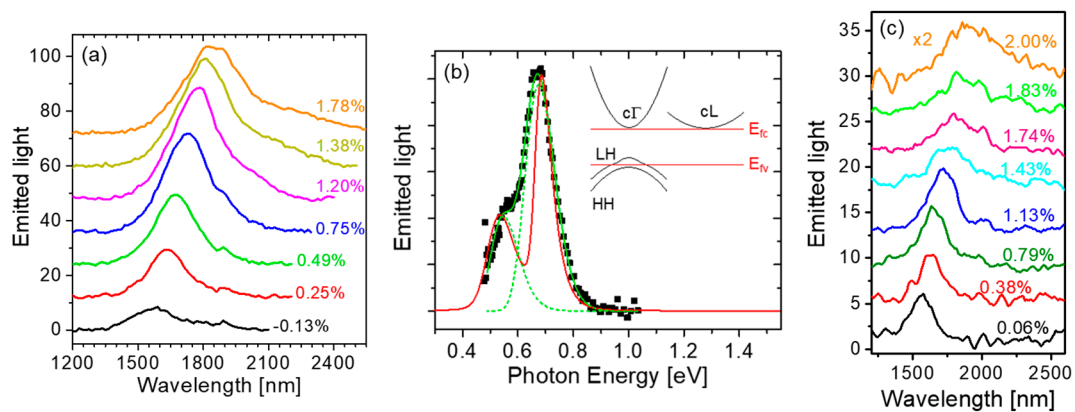 (a)
100
80
60
40
20
0
1.78%
1.38%
1.20%
0.75%
0.49%
0.25%
-0.13%
1200 1500 1800 2100 2400
Wavelength [nm]
Emitted light
(b)
cΓ
cL
E_fc
LH
E_fv
HH
0.4 0.6 0.8 1.0 1.2 1.4
Photon Energy [eV]
Emitted light
(c)
35
30
25
20
15
10
5
0
x2
2.00%
1.83%
1.74%
1.43%
1.13%
0.79%
0.38%
0.06%
1500 2000 2500
Wavelength [nm]
Emitted light